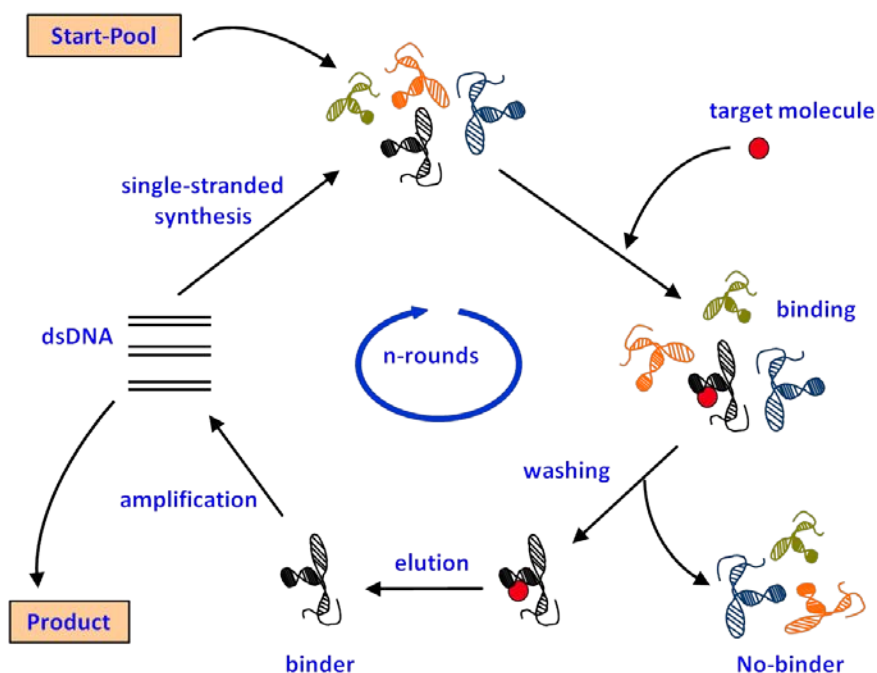 Start-Pool
target molecule
single-stranded
synthesis
binding
dsDNA
n-rounds
washing
amplification
elution
Product
binder
No-binder